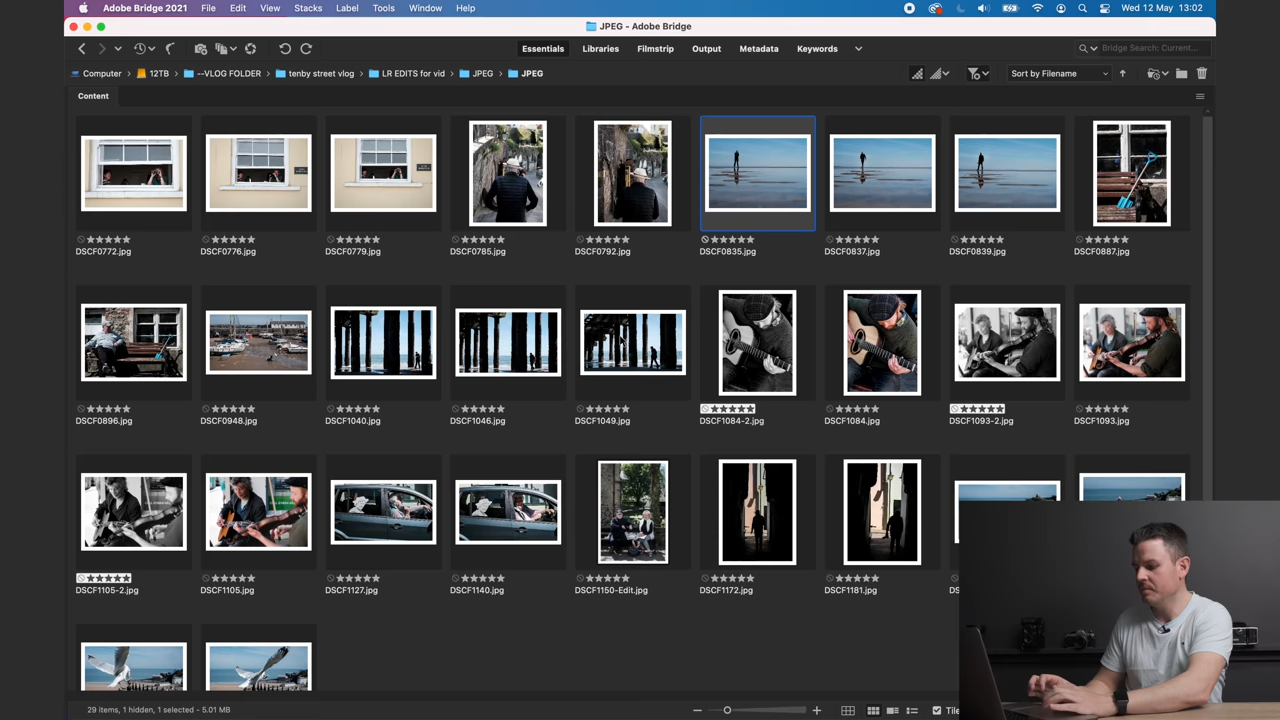 Adobe Bridge 2021 File Edit View Stacks Label Tools Window Help Wed 12 May 13:02
JPEG - Adobe Bridge
Essentials Libraries Filmstrip Output Metadata Keywords Bridge Search: Current...
Computer 12TB --VLOG FOLDER tenby street vlog LR EDITS for vid JPEG JPEG Sort by Filename
Content
DSCF0772.jpg DSCF0776.jpg DSCF0779.jpg DSCF0785.jpg DSCF0792.jpg DSCF0835.jpg DSCF0837.jpg DSCF0839.jpg DSCF0887.jpg
DSCF0896.jpg DSCF0948.jpg DSCF1040.jpg DSCF1046.jpg DSCF1049.jpg DSCF1084-2.jpg DSCF1084.jpg DSCF1093-2.jpg DSCF1093.jpg
DSCF1105-2.jpg DSCF1105.jpg DSCF1127.jpg DSCF1140.jpg DSCF1150-Edit.jpg DSCF1172.jpg DSCF1181.jpg
29 items, 1 hidden, 1 selected - 5.01 MB